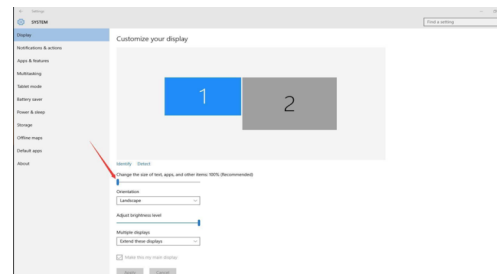 Settings
SYSTEM
Find a setting
Display
Notifications & actions
Apps & features
Multitasking
Tablet mode
Battery saver
Power & sleep
Storage
Offline maps
Default apps
About
Customize your display
1
2
Identify Detect
Change the size of text, apps, and other items: 100% (Recommended)
Orientation
Landscape
Adjust brightness level
Multiple displays
Extend these displays
Make this my main display
Apply Cancel